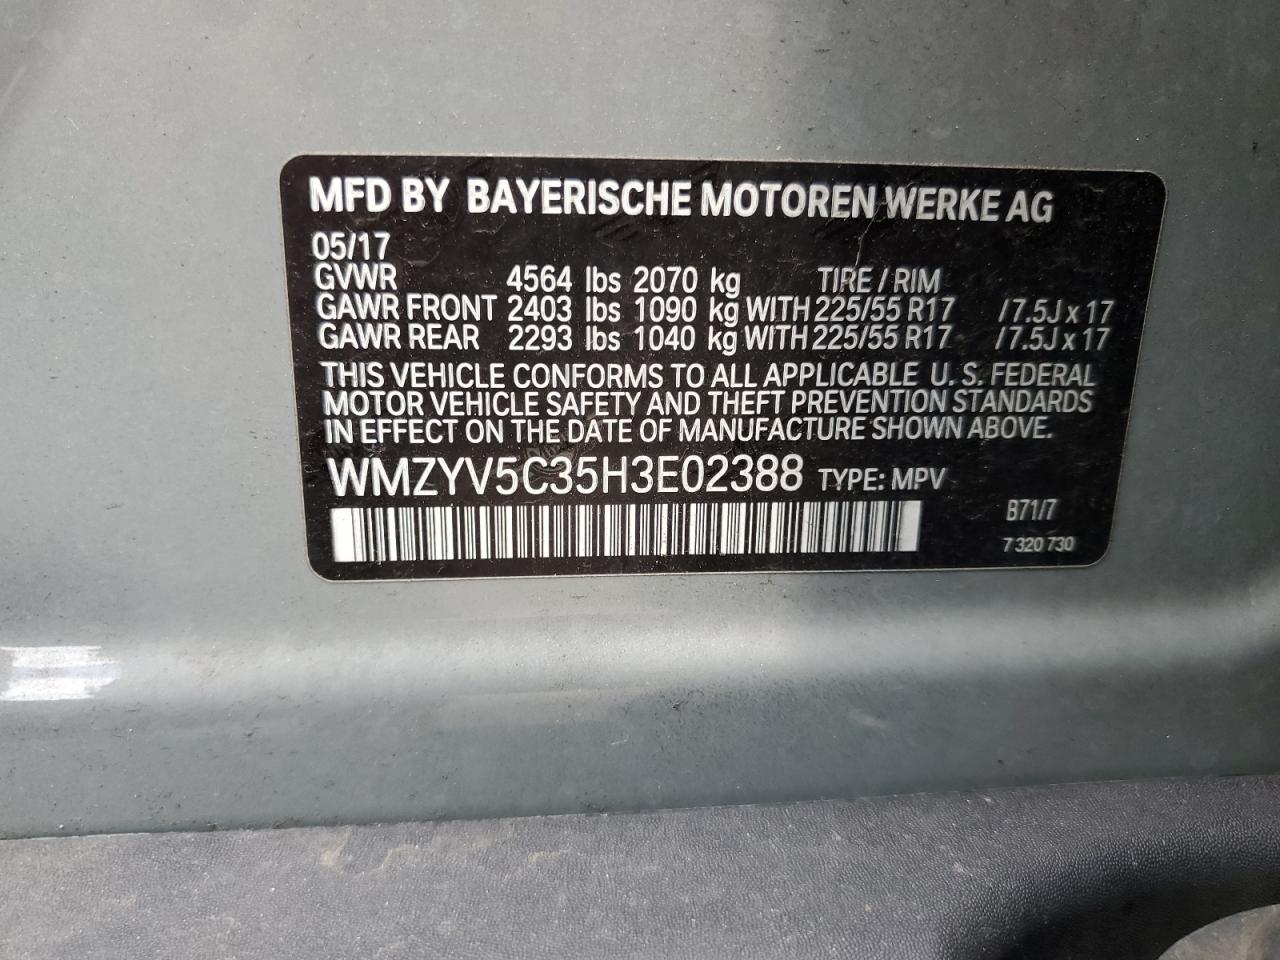 MFD BY BAYERISCHE MOTOREN WERKE AG
05/17
GVWR 4564 lbs 2070 kg TIRE / RIM
GAWR FRONT 2403 lbs 1090 kg WITH 225/55 R17 /7.5J x 17
GAWR REAR 2293 lbs 1040 kg WITH 225/55 R17 /7.5J x 17
THIS VEHICLE CONFORMS TO ALL APPLICABLE U. S. FEDERAL
MOTOR VEHICLE SAFETY AND THEFT PREVENTION STANDARDS
IN EFFECT ON THE DATE OF MANUFACTURE SHOWN ABOVE.
WMZYV5C35H3E02388 TYPE: MPV
B71/7
7 320 730